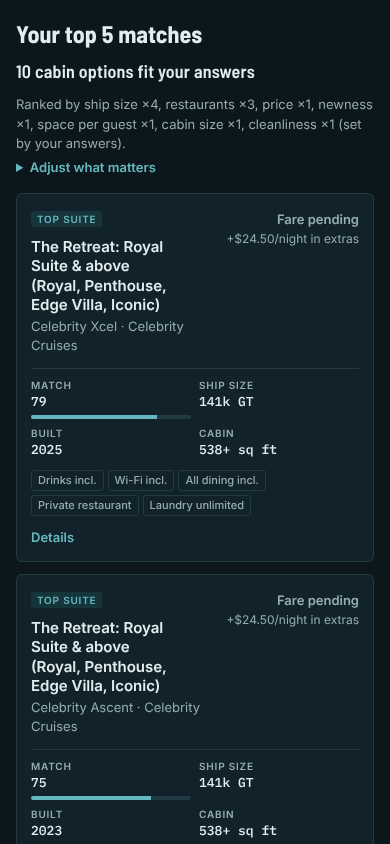 Your top 5 matches
10 cabin options fit your answers
Ranked by ship size ×4, restaurants ×3, price ×1, newness
×1, space per guest ×1, cabin size ×1, cleanliness ×1 (set
by your answers).
▶ Adjust what matters
TOP SUITE
Fare pending
+$24.50/night in extras
The Retreat: Royal
Suite & above
(Royal, Penthouse,
Edge Villa, Iconic)
Celebrity Xcel · Celebrity
Cruises
MATCH
79
SHIP SIZE
141k GT
BUILT
2025
CABIN
538+ sq ft
Drinks incl.
Wi-Fi incl.
All dining incl.
Private restaurant
Laundry unlimited
Details
TOP SUITE
Fare pending
+$24.50/night in extras
The Retreat: Royal
Suite & above
(Royal, Penthouse,
Edge Villa, Iconic)
Celebrity Ascent · Celebrity
Cruises
MATCH
75
SHIP SIZE
141k GT
BUILT
2023
CABIN
538+ sq ft